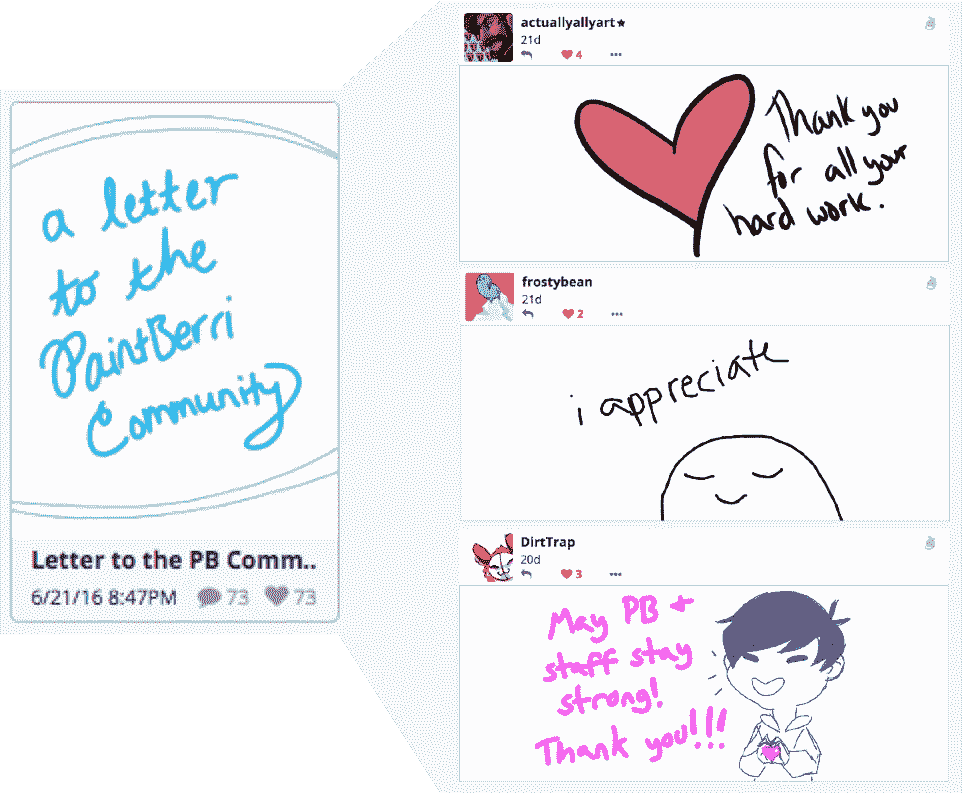 a letter
to the
PaintBerri
Community
Letter to the PB Comm..
6/21/16 8:47PM 73 73
actuallyallyart★
21d
4 •••
Thank you
for all your
hard work.
frostybean
21d
2 •••
i appreciate
DirtTrap
20d
3 •••
May PB +
staff stay
strong!
Thank you!!!